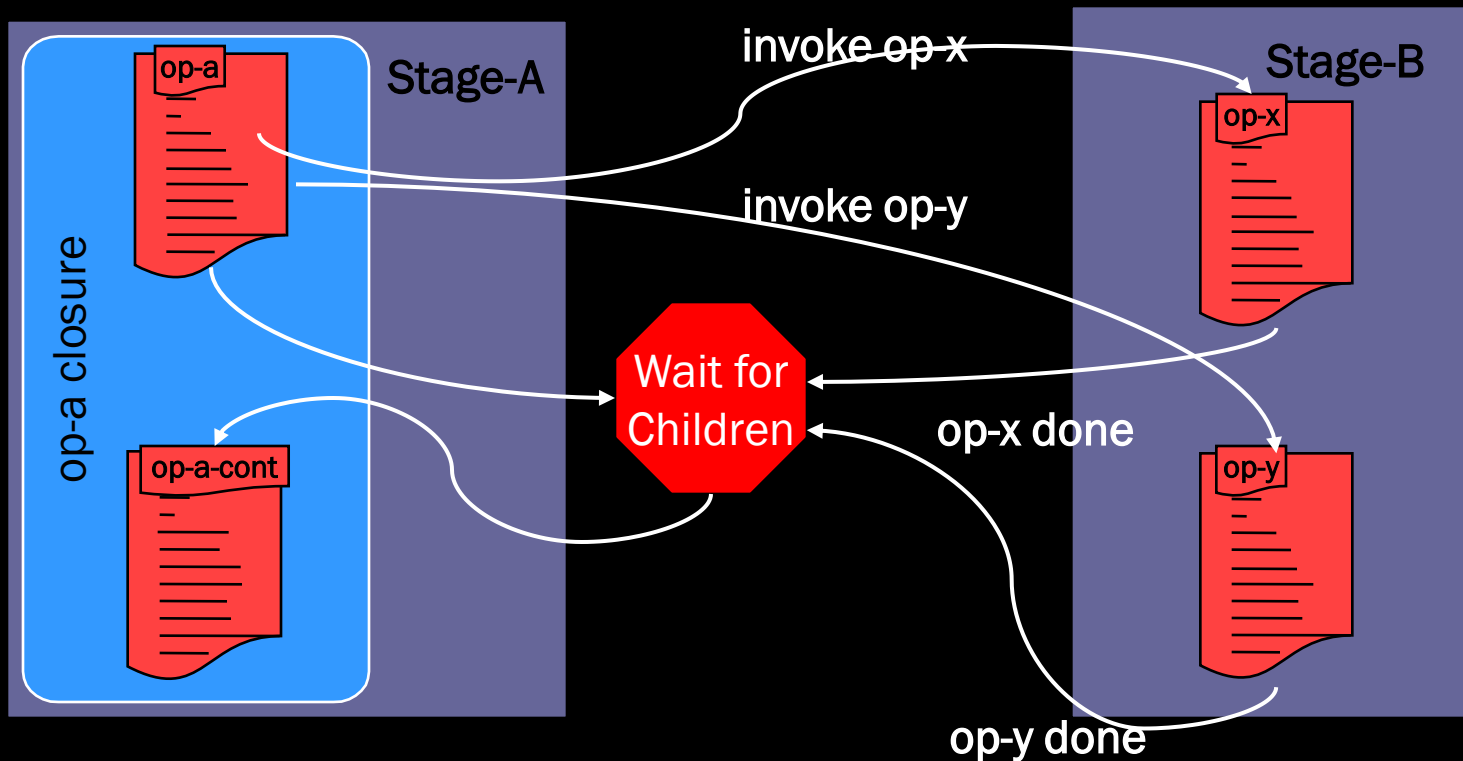 op-a
Stage-A
invoke op-x
Stage-B
op-x
invoke op-y
op-a closure
Wait for
Children
op-x done
op-a-cont
op-y
op-y done